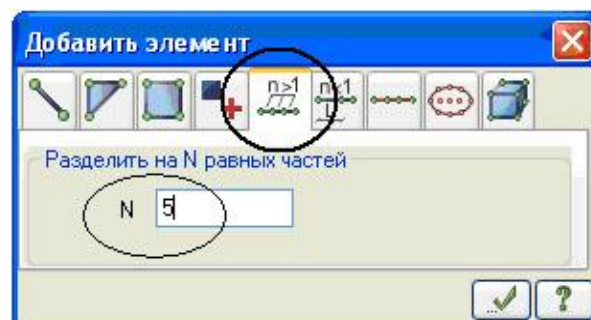 Добавить элемент
n>1 n<1
L
Разделить на N равных частей
N 5
... ?